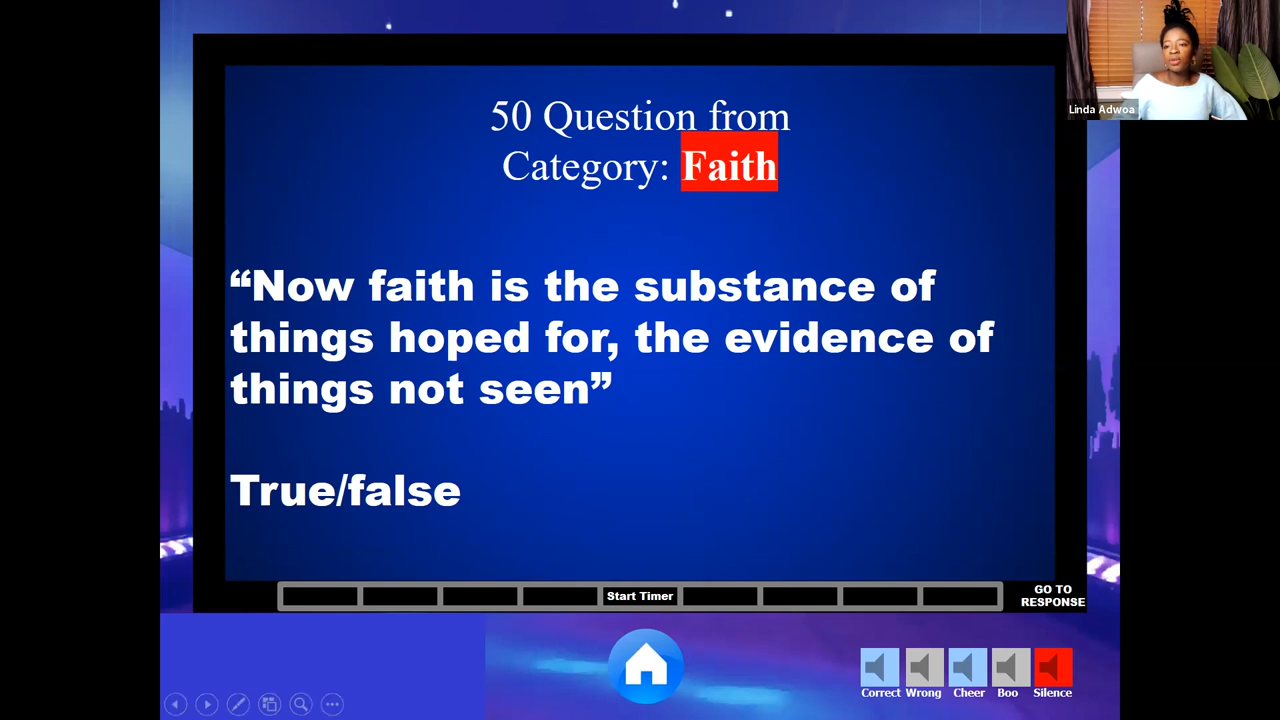 50 Question from
Category: Faith
“Now faith is the substance of
things hoped for, the evidence of
things not seen”
True/false
Start Timer
GO TO
RESPONSE
Correct
Wrong
Cheer
Boo
Silence
Linda Adwoa